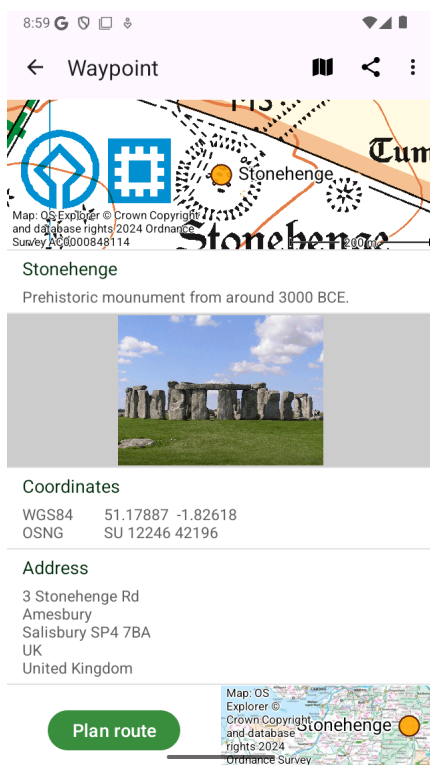 8:59
Waypoint
Tum
Stonehenge
Map: OS Explorer © Crown Copyright
and database rights 2024 Ordnance
Survey AC0000848114
Stonehenge
200 m
Stonehenge
Prehistoric mounument from around 3000 BCE.
Coordinates
WGS84 51.17887 -1.82618
OSNG SU 12246 42196
Address
3 Stonehenge Rd
Amesbury
Salisbury SP4 7BA
UK
United Kingdom
Plan route
Map: OS
Explorer ©
Crown Copyright
and database
rights 2024
Ordnance Survey
Stonehenge